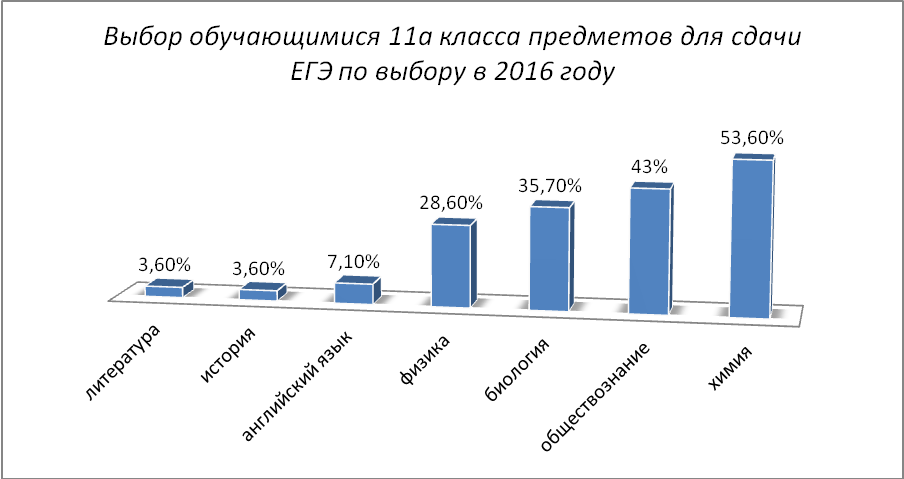 Выбор обучающимися 11а класса предметов для сдачи
ЕГЭ по выбору в 2016 году
3,60%
3,60%
7,10%
28,60%
35,70%
43%
53,60%
литература
история
английский язык
физика
биология
обществознание
химия